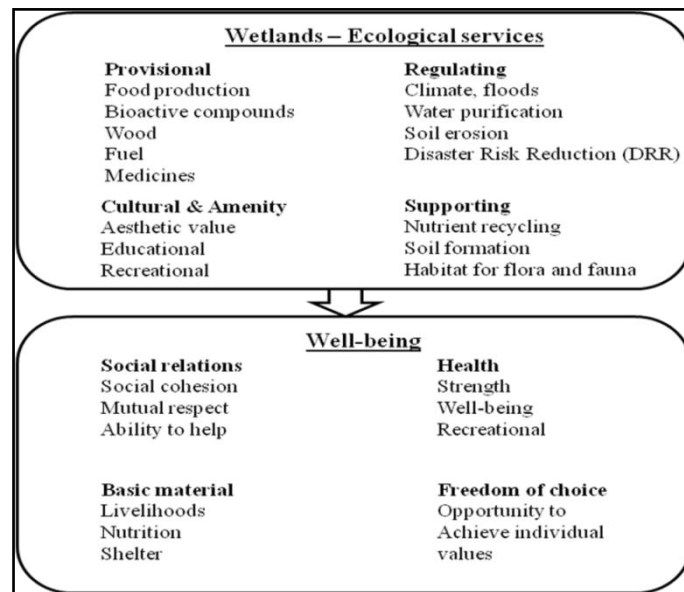 Wetlands – Ecological services
Provisional
Food production
Bioactive compounds
Wood
Fuel
Medicines
Regulating
Climate, floods
Water purification
Soil erosion
Disaster Risk Reduction (DRR)
Cultural & Amenity
Aesthetic value
Educational
Recreational
Supporting
Nutrient recycling
Soil formation
Habitat for flora and fauna
Well-being
Social relations
Social cohesion
Mutual respect
Ability to help
Health
Strength
Well-being
Recreational
Basic material
Livelihoods
Nutrition
Shelter
Freedom of choice
Opportunity to
Achieve individual
values